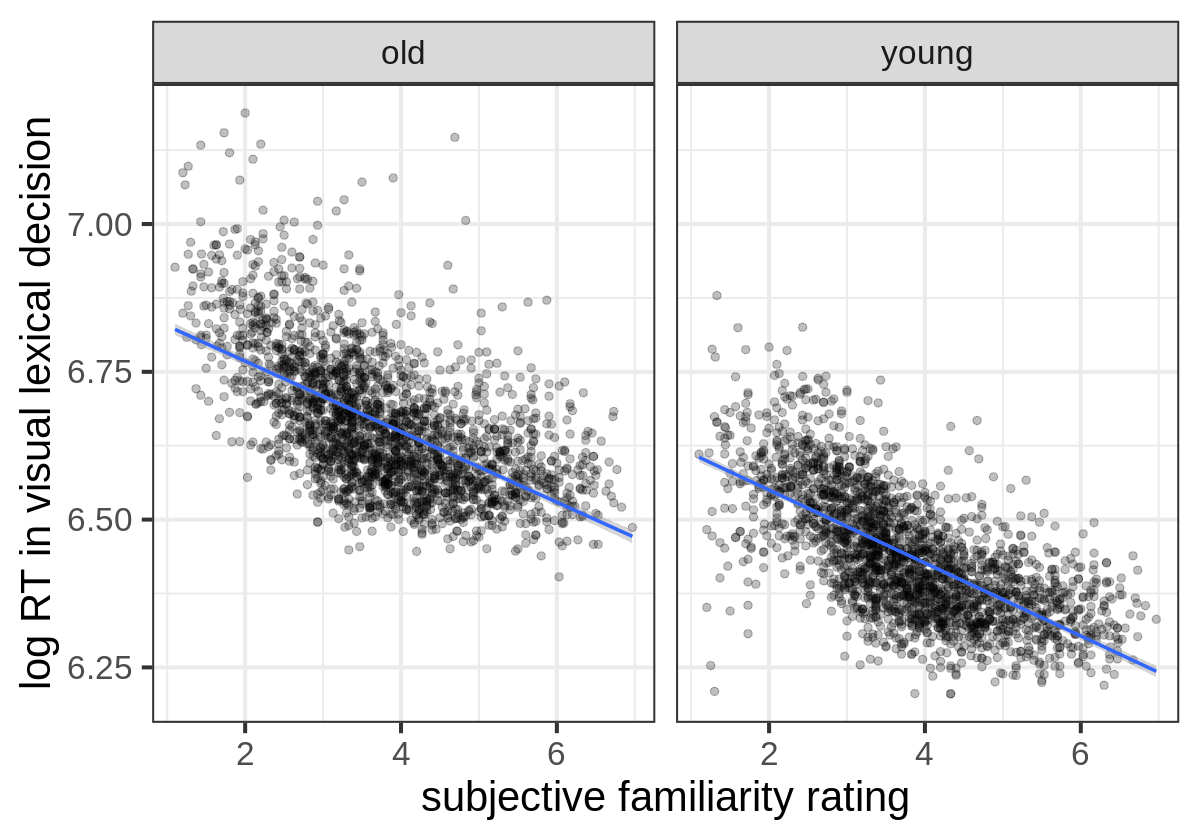 old
young
log RT in visual lexical decision
7.00
6.75
6.50
6.25
2
4
6
2
4
6
subjective familiarity rating